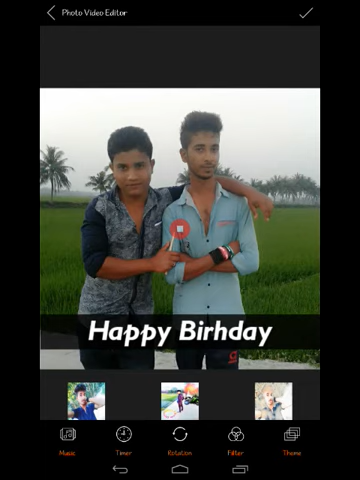 Photo Video Editor
Happy Birhday
Music
Timer
Rotation
Filter
Theme